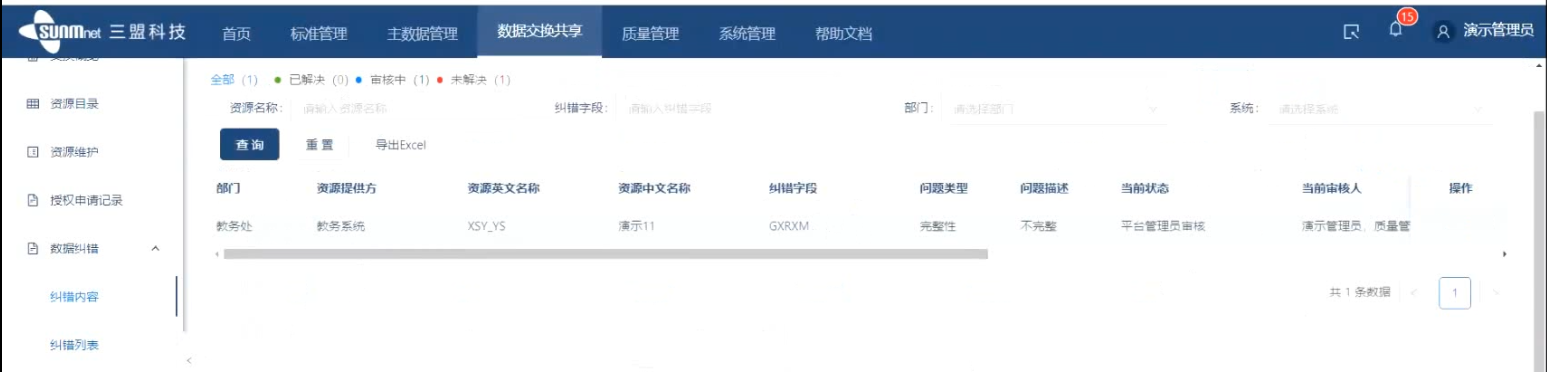 SUNMnet 三盟科技 首页 标准管理 主数据管理 数据交换共享 质量管理 系统管理 帮助文档 15 演示管理员
全部 (1) 已解决 (0) 审核中 (1) 未解决 (1)
资源目录
资源名称: 请输入资源名称 纠错字段: 请输入纠错字段 部门: 请选择部门 系统: 请选择系统
资源维护
查询 重置 导出Excel
部门 资源提供方 资源英文名称 资源中文名称 纠错字段 问题类型 问题描述 当前状态 当前审核人 操作
授权申请记录
教务处 教务系统 XSY_YS 演示11 GXRXM 完整性 不完整 平台管理员审核 演示管理员、质量管
数据纠错
纠错内容
共 1 条数据 1
纠错列表